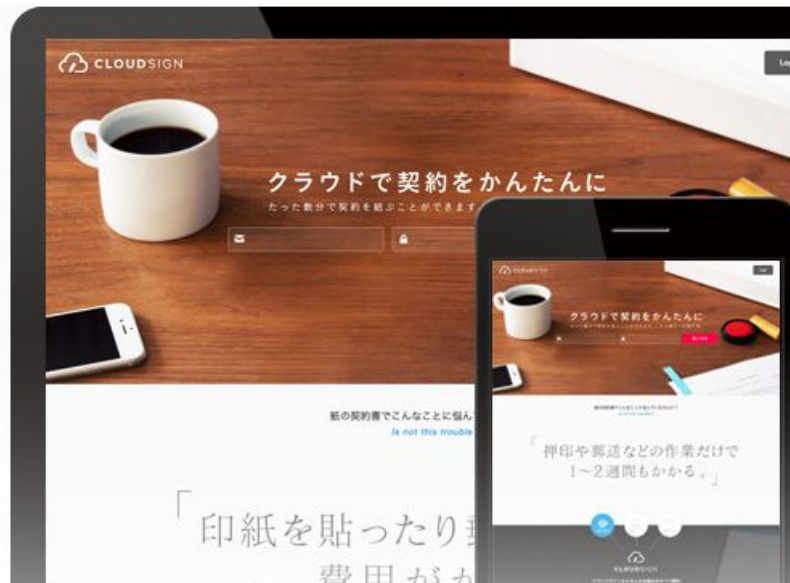 CLOUDSIGN
Log
クラウドで契約をかんたんに
たった数分で契約を結ぶことができます。
紙の契約書でこんなことに悩ん
Is not this trouble
「印紙を貼ったり
費用がか
CLOUDSIGN
クラウドで契約をかんたんに
「押印や郵送などの作業だけで
1〜2週間もかかる。」
CLOUDSIGN